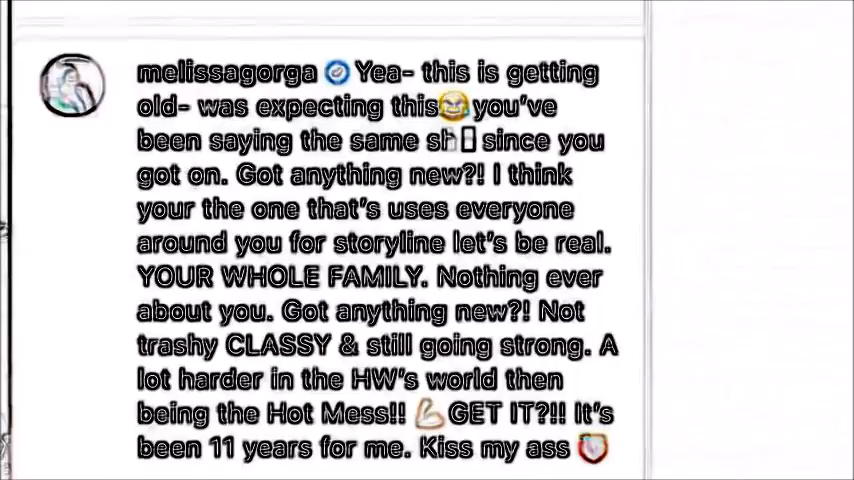 melissagorga Yea- this is getting
old- was expecting this😂you've
been saying the same sh since you
got on. Got anything new?! I think
your the one that's uses everyone
around you for storyline let's be real.
YOUR WHOLE FAMILY. Nothing ever
about you. Got anything new?! Not
trashy CLASSY & still going strong. A
lot harder in the HW's world then
being the Hot Mess!! 💪GET IT?!! It's
been 11 years for me. Kiss my ass